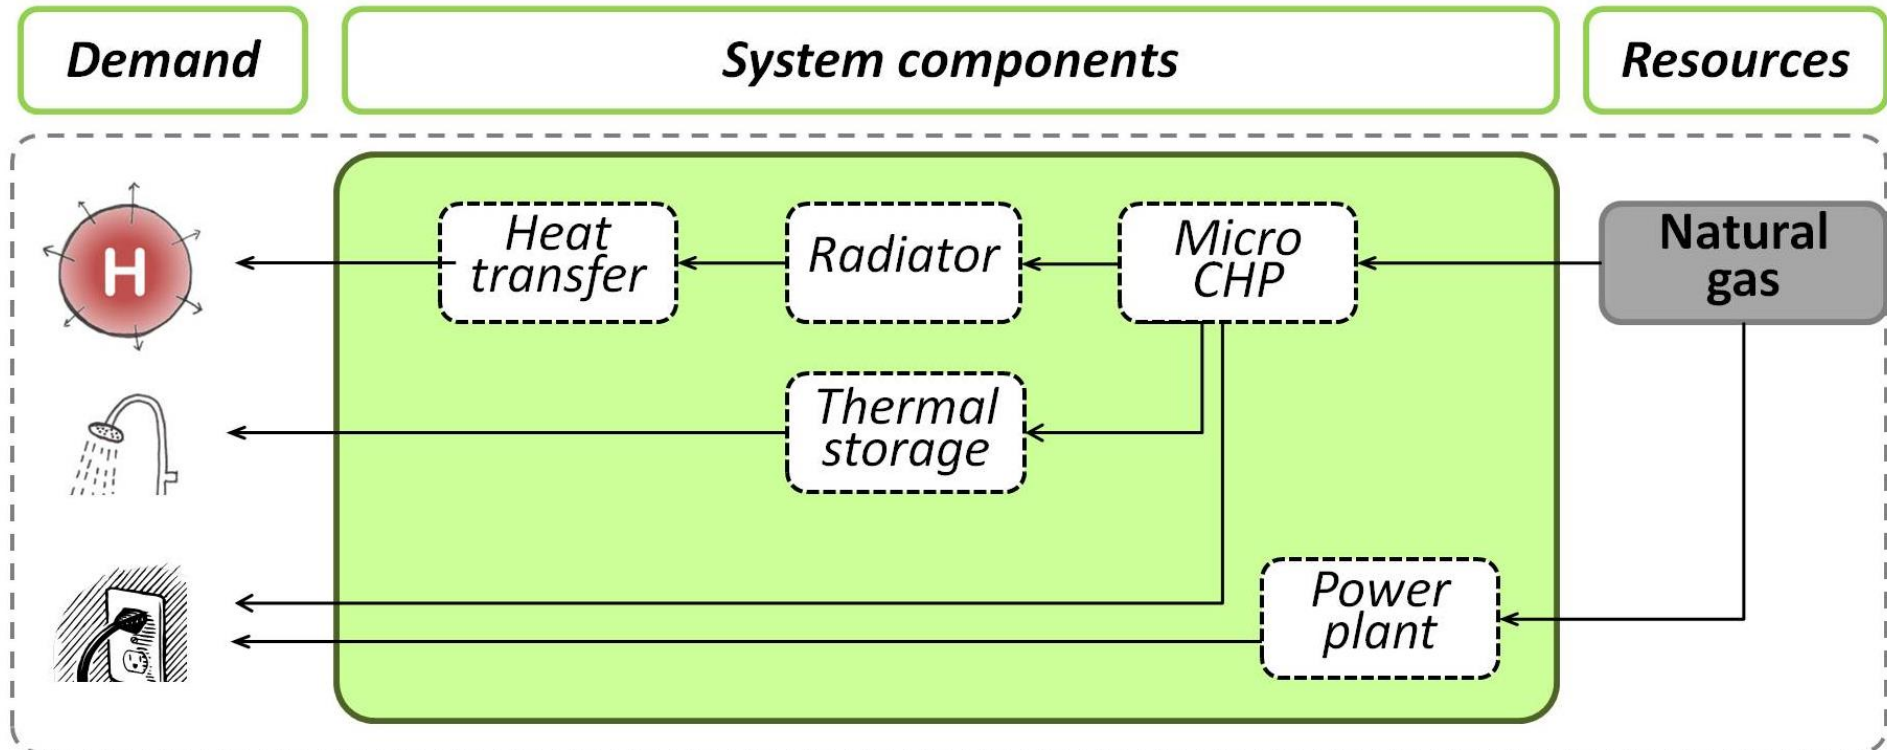 Demand
System components
Resources
H
Heat
transfer
Radiator
Micro
CHP
Natural
gas
Thermal
storage
Power
plant